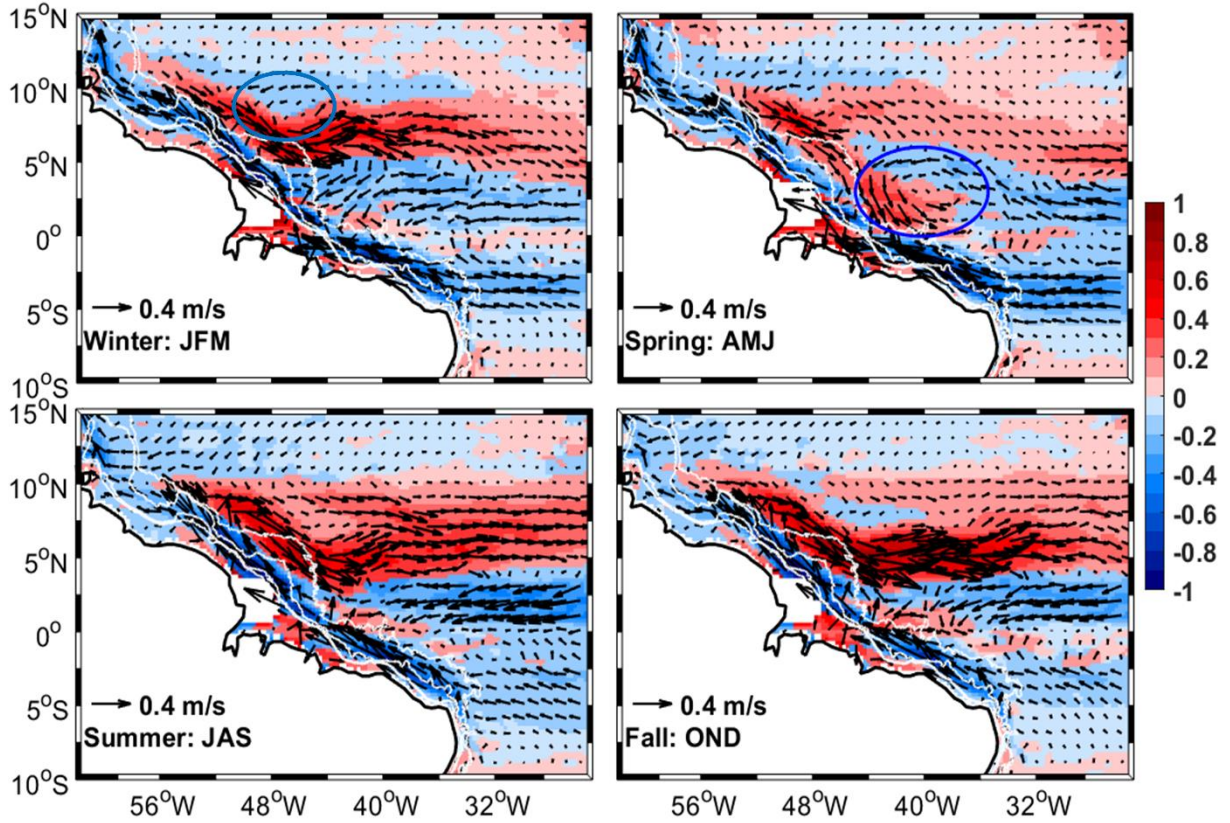 15°N
10°N
5°N
0°
5°S
10°S
0.4 m/s
Winter: JFM
0.4 m/s
Spring: AMJ
1
0.8
0.6
0.4
0.2
0
-0.2
-0.4
-0.6
-0.8
-1
15°N
10°N
5°N
0°
5°S
10°S
0.4 m/s
Summer: JAS
0.4 m/s
Fall: OND
56°W 48°W 40°W 32°W
56°W 48°W 40°W 32°W